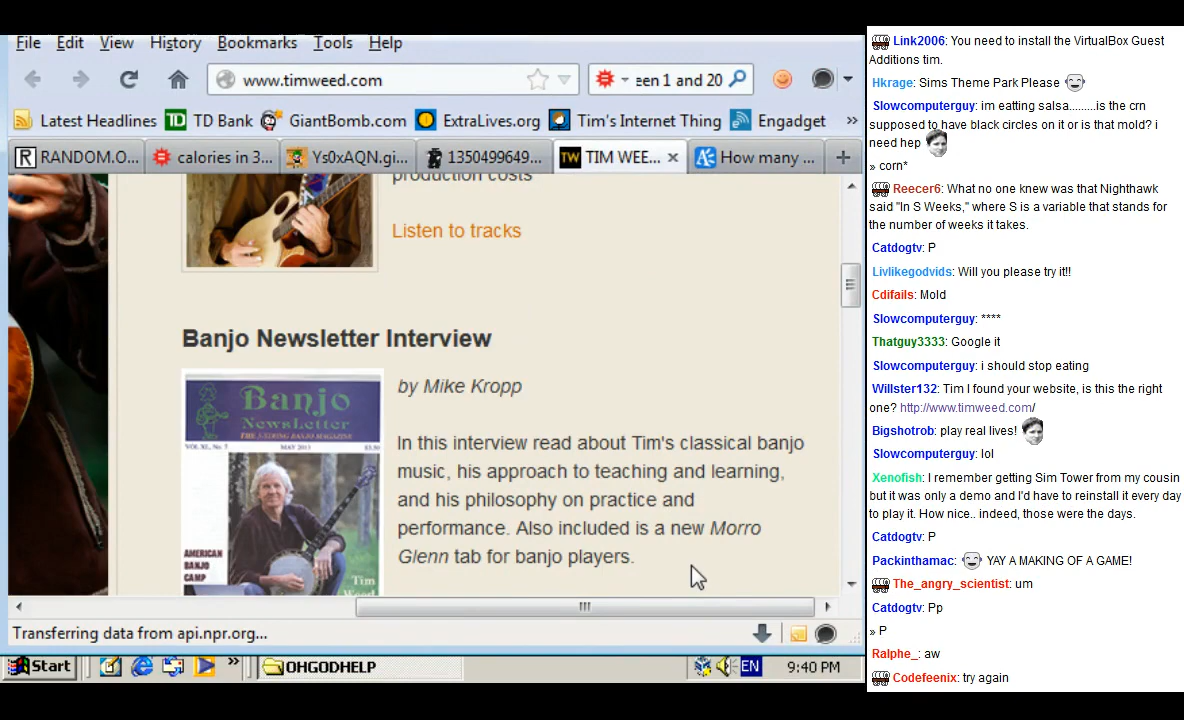 File Edit View History Bookmarks Tools Help
www.timweed.com
een 1 and 20
Latest Headlines TD Bank GiantBomb.com ExtraLives.org Tim's Internet Thing Engadget »
RANDOM.O... calories in 3... Ys0xAQN.gi... 1350499649... TIM WEE... How many ...
production costs
Listen to tracks
Banjo Newsletter Interview
by Mike Kropp
In this interview read about Tim's classical banjo
music, his approach to teaching and learning,
and his philosophy on practice and
performance. Also included is a new Morro
Glenn tab for banjo players.
Banjo
NewsLetter
THE 5-STRING BANJO MAGAZINE
AMERICAN
BANJO
CAMP
Tim
Weed
Transferring data from api.npr.org...
Start » OHGODHELP EN 9:40 PM
Link2006: You need to install the VirtualBox Guest
Additions tim.
Hkrage: Sims Theme Park Please
Slowcomputerguy: im eating salsa.........is the crn
supposed to have black circles on it or is that mold? i
need hep
» corn*
Reecer6: What no one knew was that Nighthawk
said "In S Weeks," where S is a variable that stands for
the number of weeks it takes.
Catdogtv: P
Livlikegodvids: Will you please try it!!
Cdifails: Mold
Slowcomputerguy: ****
Thatguy3333: Google it
Slowcomputerguy: i should stop eating
Willster132: Tim I found your website, is this the right
one? http://www.timweed.com/
Bigshotrob: play real lives!
Slowcomputerguy: lol
Xenofish: I remember getting Sim Tower from my cousin
but it was only a demo and I'd have to reinstall it every day
to play it. How nice.. indeed, those were the days.
Catdogtv: P
Packinthamac: YAY A MAKING OF A GAME!
The_angry_scientist: um
Catdogtv: Pp
» P
Ralphe_: aw
Codefeenix: try again